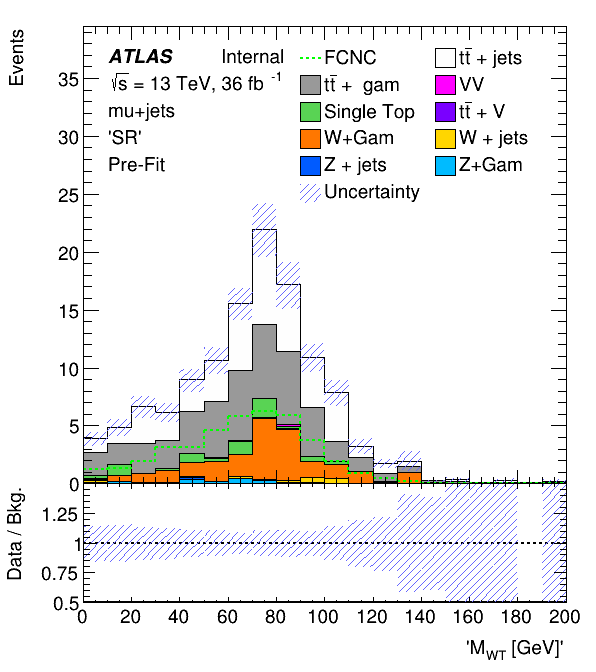 Events
ATLAS Internal
√s = 13 TeV, 36 fb⁻¹
mu+jets
'SR'
Pre-Fit
FCNC
tt̄ + jets
tt̄ + gam
VV
Single Top
tt̄ + V
W+Gam
W + jets
Z + jets
Z+Gam
Uncertainty
35
30
25
20
15
10
5
0
Data / Bkg.
1.25
1
0.75
0.5
0 20 40 60 80 100 120 140 160 180 200
'M_WT [GeV]'